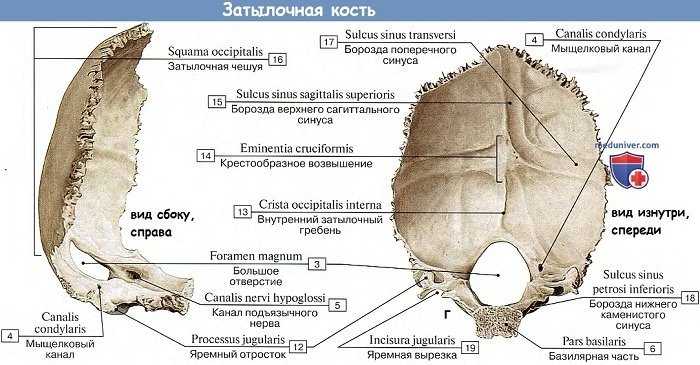 Затылочная кость
Squama occipitalis
16
Затылочная чешуя
17
Sulcus sinus transversi
Борозда поперечного
синуса
4
Canalis condylaris
Мыщелковый канал
15
Sulcus sinus sagittalis superioris
Борозда верхнего сагиттального
синуса
meduniver.com
14
Eminentia cruciformis
Крестообразное возвышение
13
Crista occipitalis interna
Внутренний затылочный
гребень
вид сбоку,
справа
вид изнутри,
спереди
Foramen magnum
3
Большое
отверстие
Canalis nervi hypoglossi
5
Канал подъязычного
нерва
Sulcus sinus
petrosi inferioris
18
Борозда нижнего
каменистого
синуса
Г
Canalis
condylaris
4
Мыщелковый
канал
Processus jugularis
12
Яремный отросток
Incisura jugularis
Яремная вырезка
19
Pars basilaris
Базилярная часть
6